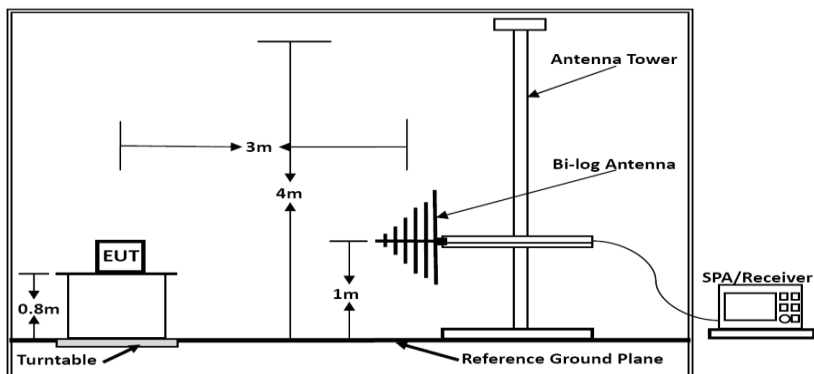 Antenna Tower
3m
Bi-log Antenna
4m
EUT
SPA/Receiver
0.8m
1m
Turntable
Reference Ground Plane